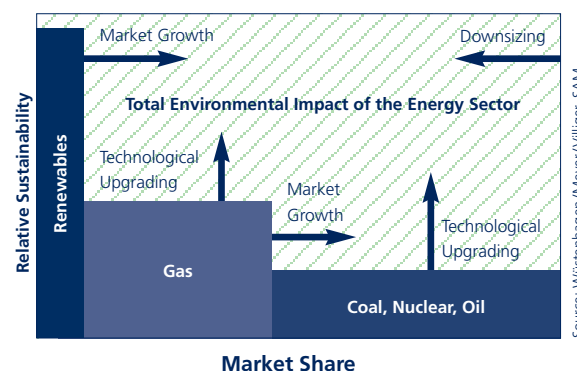 Market Growth
Downsizing
Total Environmental Impact of the Energy Sector
Technological
Upgrading
Market
Growth
Technological
Upgrading
Relative Sustainability
Renewables
Gas
Coal, Nuclear, Oil
Market Share